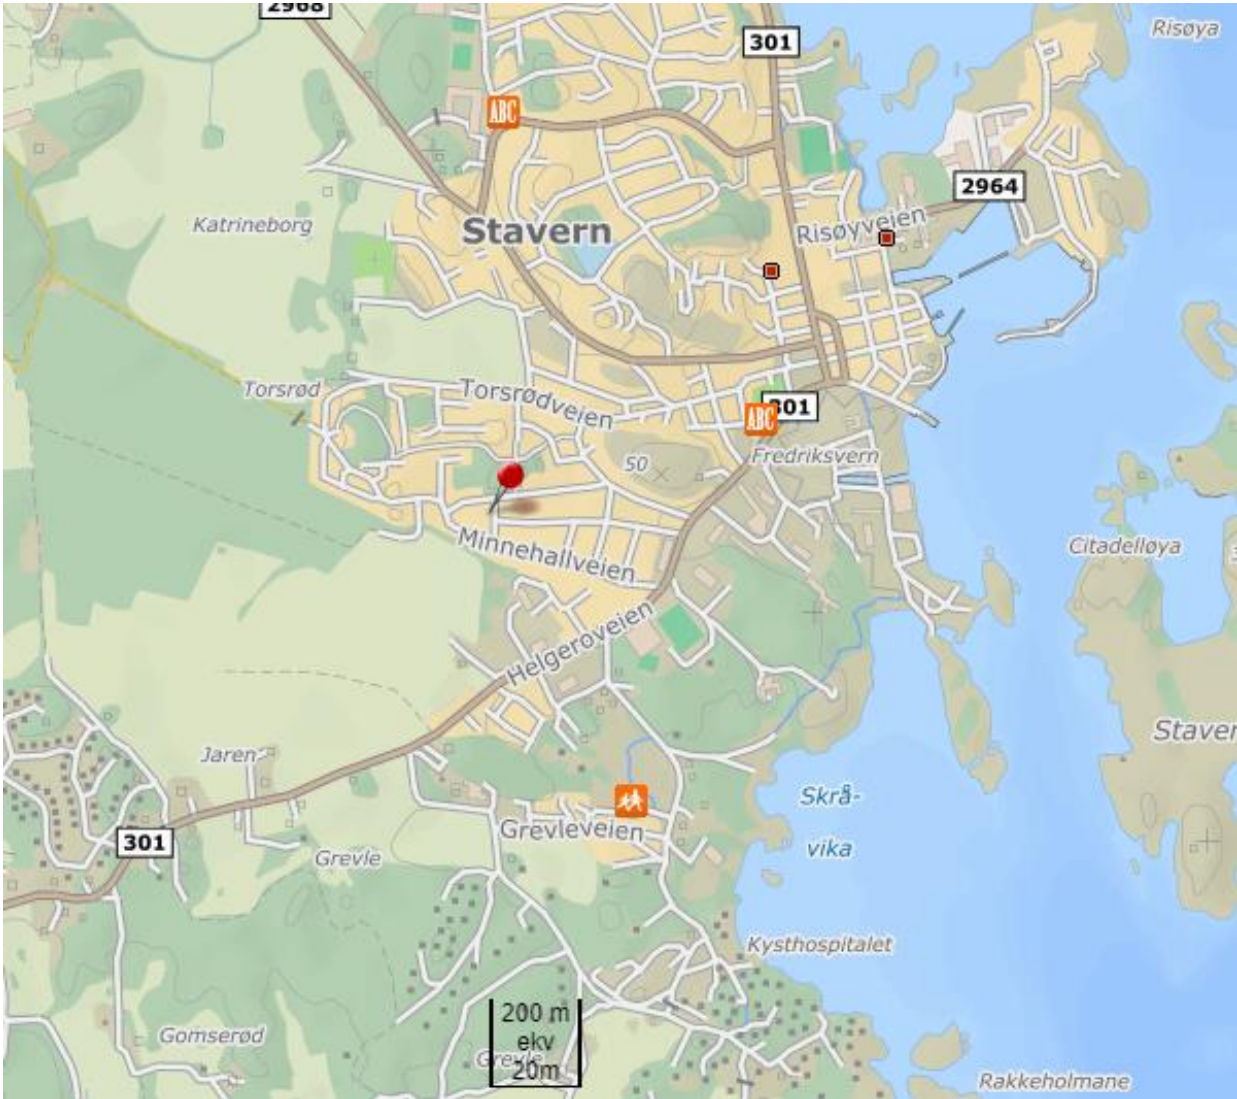 2968
301
Risøya
ABC
2964
Katrineborg
Stavern
Risøyveien
Torsrød
Torsrødveien
301
ABC
50
Fredriksvern
Minnehallveien
Citadelløya
Helgeroveien
Jaren
Staver
Skrå-
vika
301
Grevleveien
Grevle
Kysthospitalet
200 m
ekv
20m
Gomserød
Grevle
Rakkeholmane